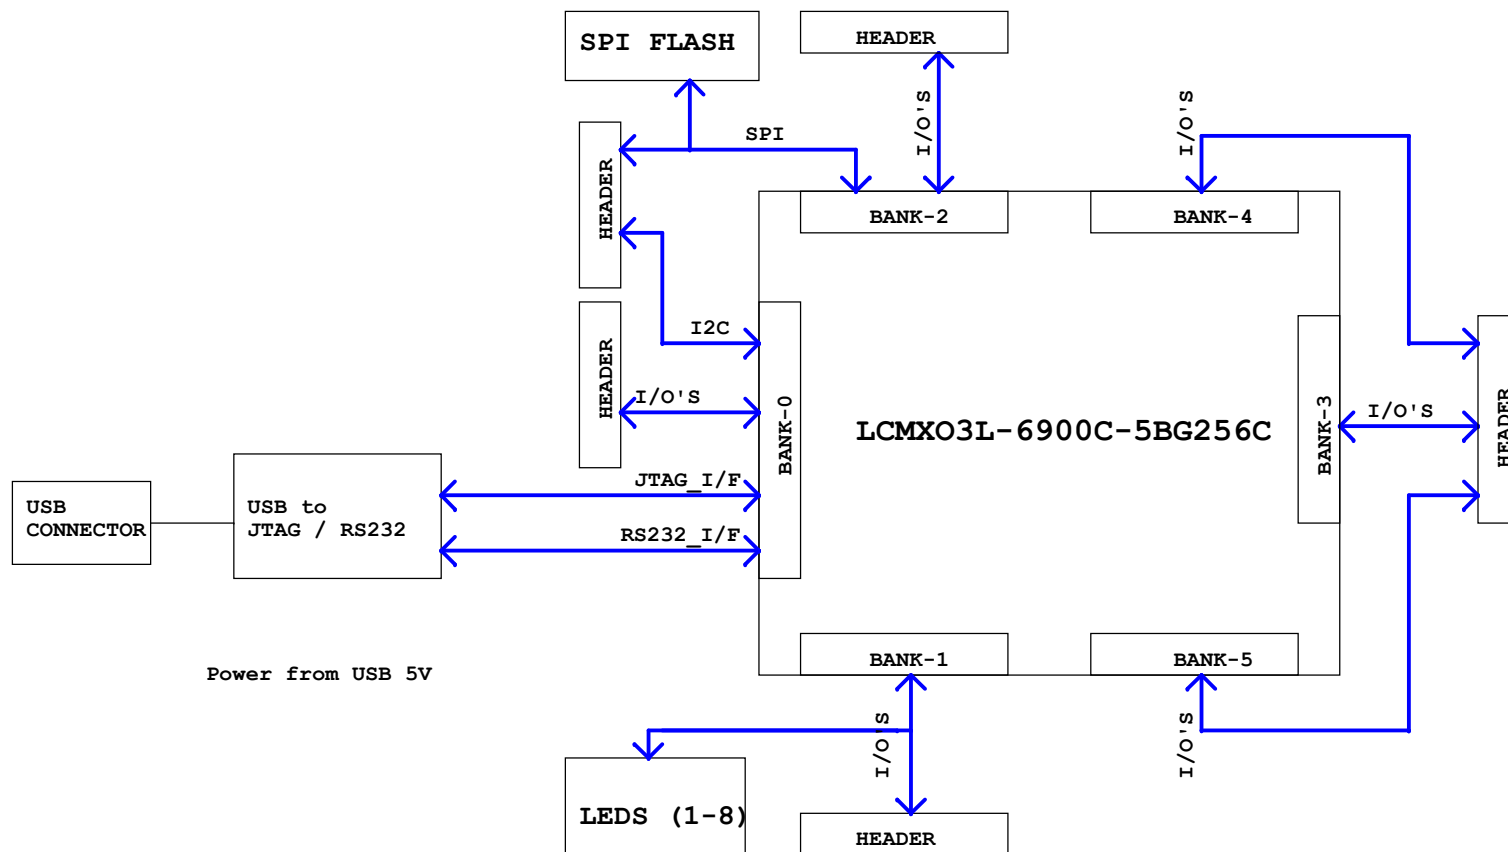 SPI FLASH
HEADER
SPI
I/O'S
I/O'S
HEADER
BANK-2
BANK-4
I2C
HEADER
I/O'S
BANK-0
LCMXO3L-6900C-5BG256C
BANK-3
I/O'S
HEADER
JTAG_I/F
USB
CONNECTOR
USB to
JTAG / RS232
RS232_I/F
Power from USB 5V
BANK-1
BANK-5
I/O'S
I/O'S
LEDS (1-8)
HEADER